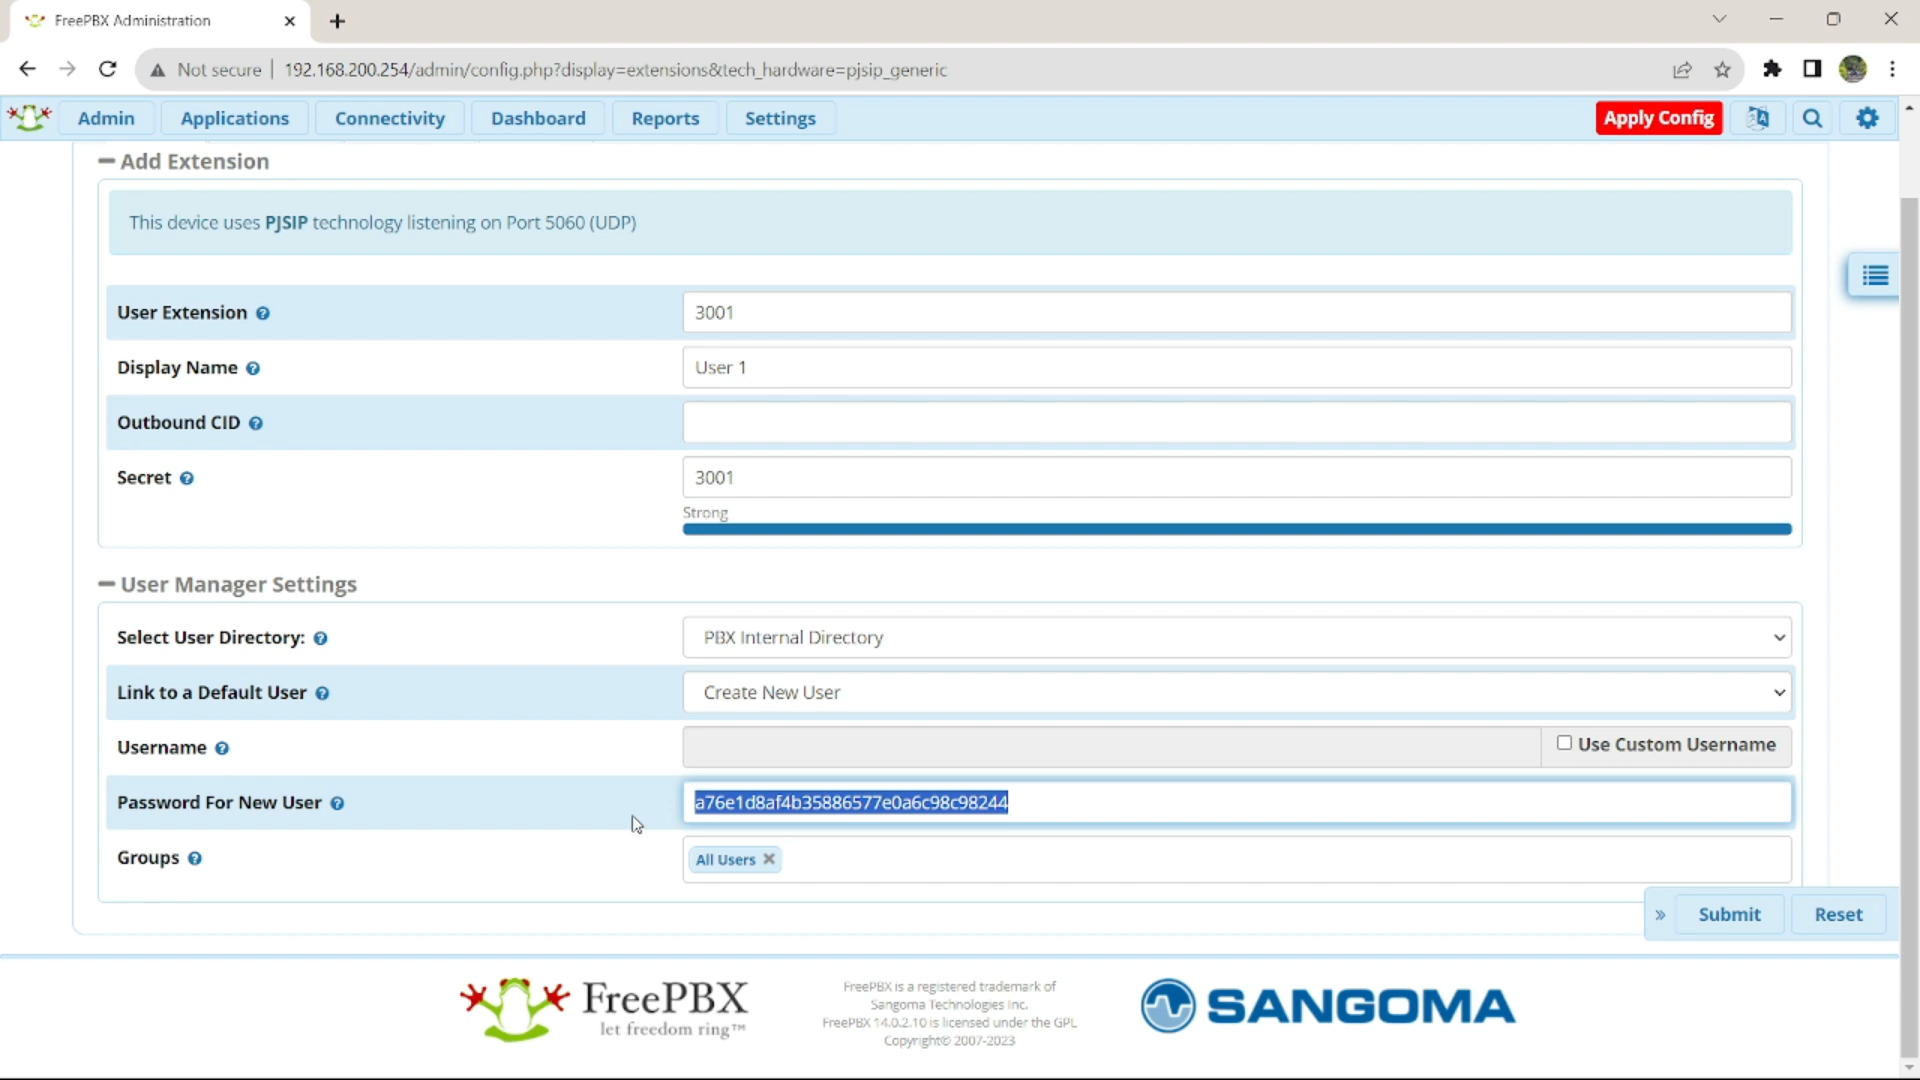 FreePBX Administration
Not secure
192.168.200.254/admin/config.php?display=extensions&tech_hardware=pjsip_generic
Admin
Applications
Connectivity
Dashboard
Reports
Settings
Apply Config
Add Extension
This device uses PJSIP technology listening on Port 5060 (UDP)
User Extension
3001
Display Name
User 1
Outbound CID
Secret
3001
Strong
User Manager Settings
Select User Directory:
PBX Internal Directory
Link to a Default User
Create New User
Username
Use Custom Username
Password For New User
a76e1d8af4b35886577e0a6c98c98244
Groups
All Users
» Submit Reset
FreePBX
let freedom ring™
FreePBX is a registered trademark of
Sangoma Technologies Inc.
FreePBX 14.0.2.10 is licensed under the GPL
Copyright© 2007-2023
SANGOMA